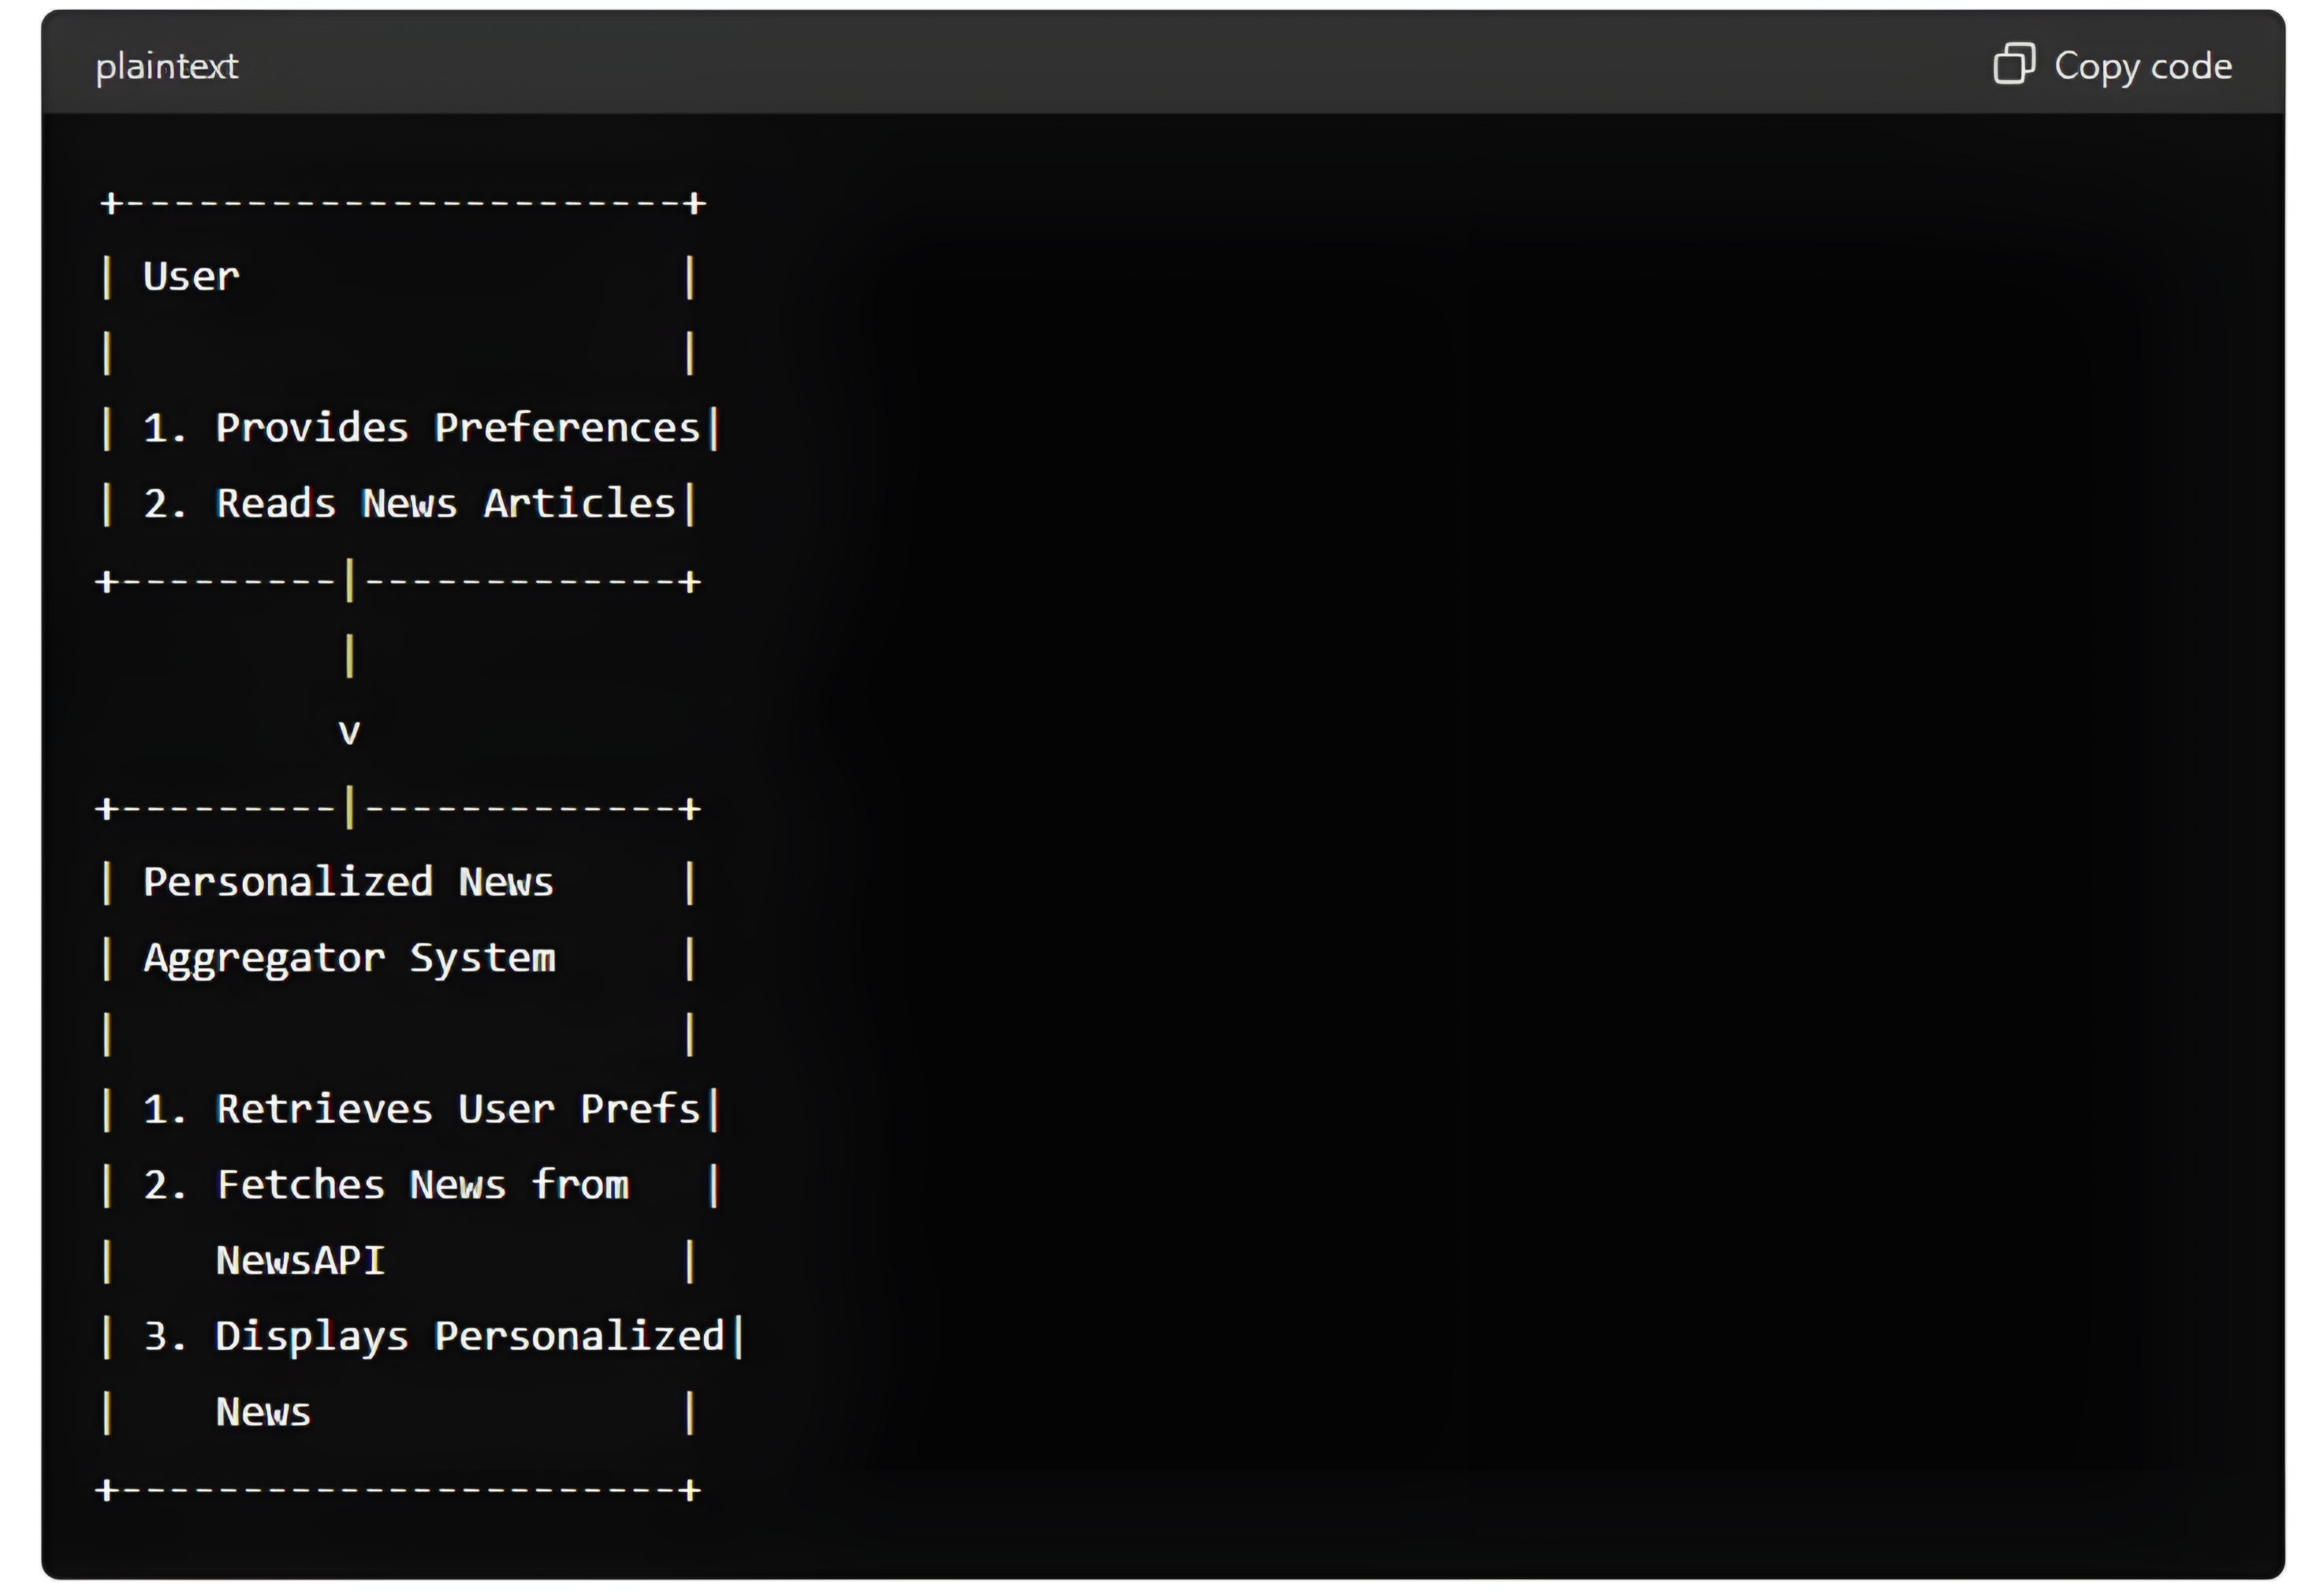 plaintext
Copy code
+-----------------------+
| User                  |
|                       |
| 1. Provides Preferences|
| 2. Reads News Articles|
+---------|-------------+
          |
          v
+---------|-------------+
| Personalized News     |
| Aggregator System     |
|                       |
| 1. Retrieves User Prefs|
| 2. Fetches News from   |
|    NewsAPI            |
| 3. Displays Personalized|
|    News               |
+-----------------------+